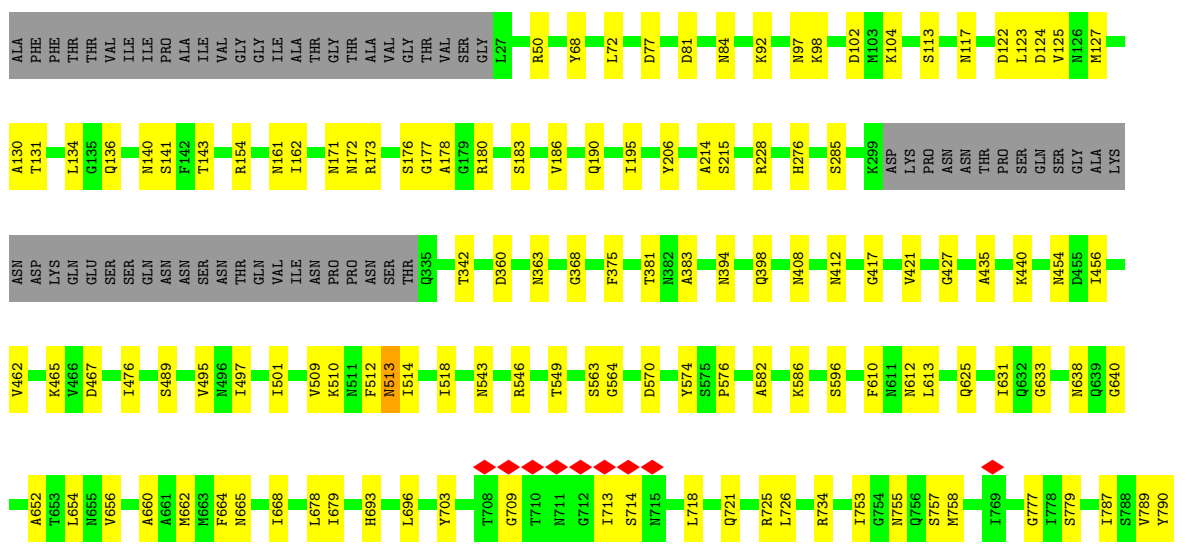 ALA PHE PHE THR THR VAL ILE ILE PRO ALA ILE VAL GLY GLY ILE ALA THR GLY THR ALA VAL GLY THR VAL SER GLY L27 R50 Y68 L72 D77 D81 N84 K92 N97 K98 D102 M103 K104 S113 N117 D122 L123 D124 V125 N126 M127
A130 T131 L134 G135 Q136 N140 S141 F142 T143 R154 N161 I162 N171 N172 R173 S176 G177 A178 G179 R180 S183 V186 Q190 I195 Y206 A214 S215 R228 H276 S285 K299 ASP LYS PRO ASN ASN THR PRO SER GLN SER GLY ALA LYS
ASN ASP LYS GLN GLU SER SER GLN ASN ASN SER ASN THR GLN VAL ILE ASN PRO PRO ASN SER THR Q335 T342 D360 N363 G368 F375 T381 N382 A383 N394 Q398 N408 N412 G417 V421 G427 A435 K440 N454 D455 I456
V462 K465 V466 D467 I476 S489 V495 N496 I497 I501 V509 K510 N511 F512 N513 I514 I518 N543 R546 T549 S563 G564 D570 Y574 S575 P576 A582 K586 S596 F610 N611 N612 L613 Q625 I631 Q632 G633 N638 Q639 G640
A652 T653 L654 N655 V656 A660 A661 M662 M663 F664 N665 I668 L678 I679 H693 L696 Y703 T708 G709 T710 N711 G712 I713 S714 N715 L718 Q721 R725 L726 R734 I753 G754 N755 Q756 S757 M758 I769 G777 I778 S779 I787 S788 V789 Y790